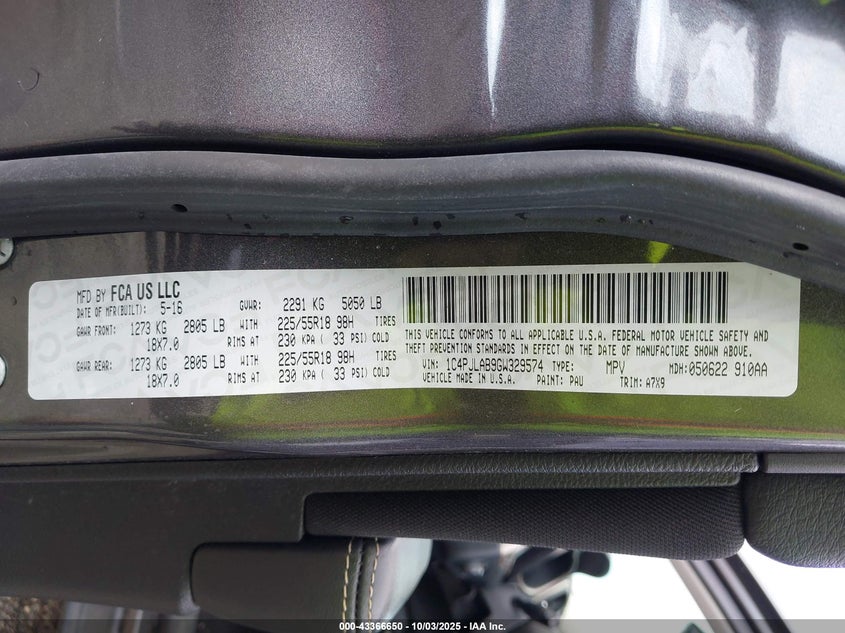 MFD BY FCA US LLC
DATE OF MFR(BUILT): 5-16 GVWR: 2291 KG 5050 LB
GAWR FRONT: 1273 KG 2805 LB WITH 225/55R18 98H TIRES
18X7.0 RIMS AT 230 KPA ( 33 PSI) COLD
GAWR REAR: 1273 KG 2805 LB WITH 225/55R18 98H TIRES
18X7.0 RIMS AT 230 KPA ( 33 PSI) COLD
THIS VEHICLE CONFORMS TO ALL APPLICABLE U.S.A. FEDERAL MOTOR VEHICLE SAFETY AND
THEFT PREVENTION STANDARDS IN EFFECT ON THE DATE OF MANUFACTURE SHOWN ABOVE.
VIN: 1C4PJLAB9GW329574 TYPE: MPV MDH: 050622 910AA
VEHICLE MADE IN U.S.A. PAINT: PAU TRIM: A7X9
000-43366650 - 10/03/2025 - IAA Inc.